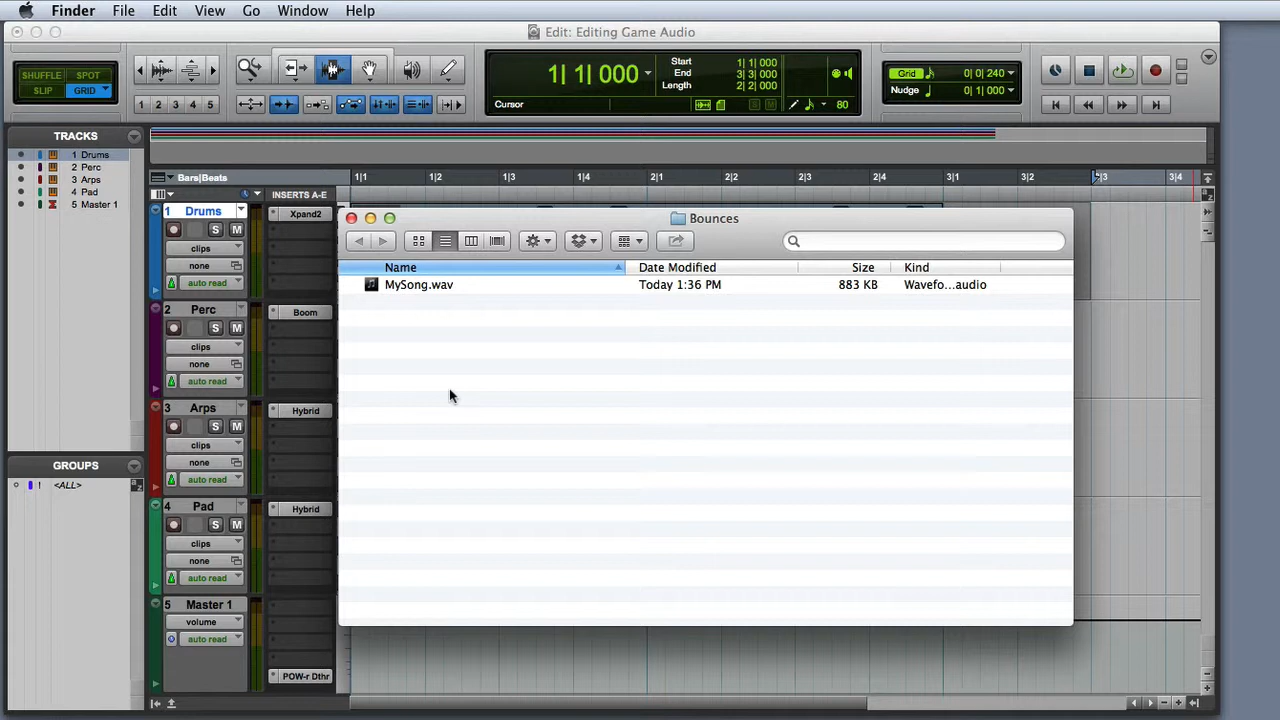 Finder File Edit View Go Window Help
Edit: Editing Game Audio
SHUFFLE SPOT
SLIP GRID
1 2 3 4 5
1| 1| 000
Start 1| 1| 000
End 3| 3| 000
Length 2| 2| 000
Cursor
80
Grid 0| 0| 240
Nudge 0| 1| 000
TRACKS
1 Drums
2 Perc
3 Arps
4 Pad
5 Master 1
GROUPS
1 <ALL>
Bars|Beats
1|1 1|2 1|3 1|4 2|1 2|2 2|3 2|4 3|1 3|2 3|3 3|4
INSERTS A-E
1 Drums
S M
clips
none
auto read
Xpand2
2 Perc
S M
clips
none
auto read
Boom
3 Arps
S M
clips
none
auto read
Hybrid
4 Pad
S M
clips
none
auto read
Hybrid
5 Master 1
volume
auto read
POW-r Dthr
Bounces
Name Date Modified Size Kind
MySong.wav Today 1:36 PM 883 KB Wavefo...audio